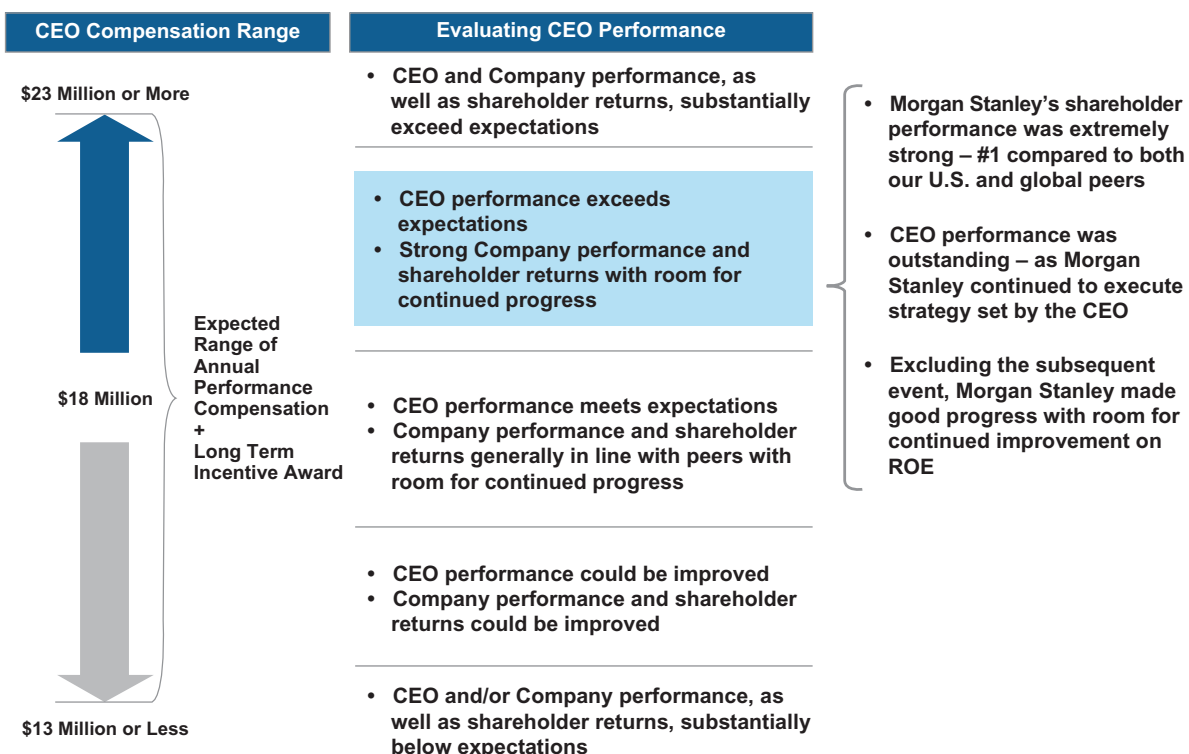 CEO Compensation Range
$23 Million or More
$18 Million
$13 Million or Less
Expected
Range of
Annual
Performance
Compensation
+
Long Term
Incentive Award
Evaluating CEO Performance
• CEO and Company performance, as
well as shareholder returns, substantially
exceed expectations
• CEO performance exceeds
expectations
• Strong Company performance and
shareholder returns with room for
continued progress
• CEO performance meets expectations
• Company performance and shareholder
returns generally in line with peers with
room for continued progress
• CEO performance could be improved
• Company performance and shareholder
returns could be improved
• CEO and/or Company performance, as
well as shareholder returns, substantially
below expectations
• Morgan Stanley’s shareholder
performance was extremely
strong – #1 compared to both
our U.S. and global peers
• CEO performance was
outstanding – as Morgan
Stanley continued to execute
strategy set by the CEO
• Excluding the subsequent
event, Morgan Stanley made
good progress with room for
continued improvement on
ROE